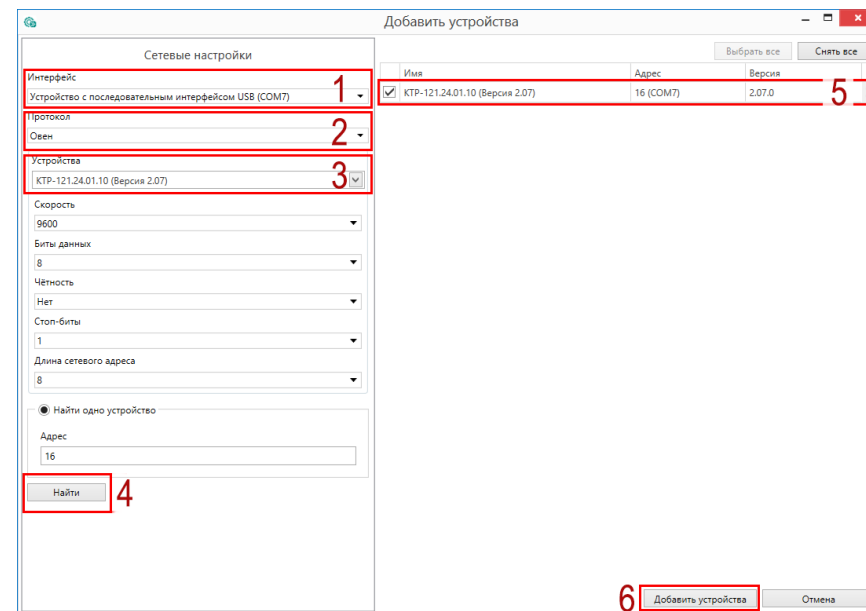 Добавить устройства
Сетевые настройки
Интерфейс
Устройство с последовательным интерфейсом USB (COM7)
1
Протокол
Овен
2
Устройства
КТР-121.24.01.10 (Версия 2.07)
3
Скорость
9600
Биты данных
8
Чётность
Нет
Стоп-биты
1
Длина сетевого адреса
8
Найти одно устройство
Адрес
16
Найти
4
Выбрать все Снять все
Имя Адрес Версия
КТР-121.24.01.10 (Версия 2.07) 16 (COM7) 2.07.0
5
6
Добавить устройства Отмена